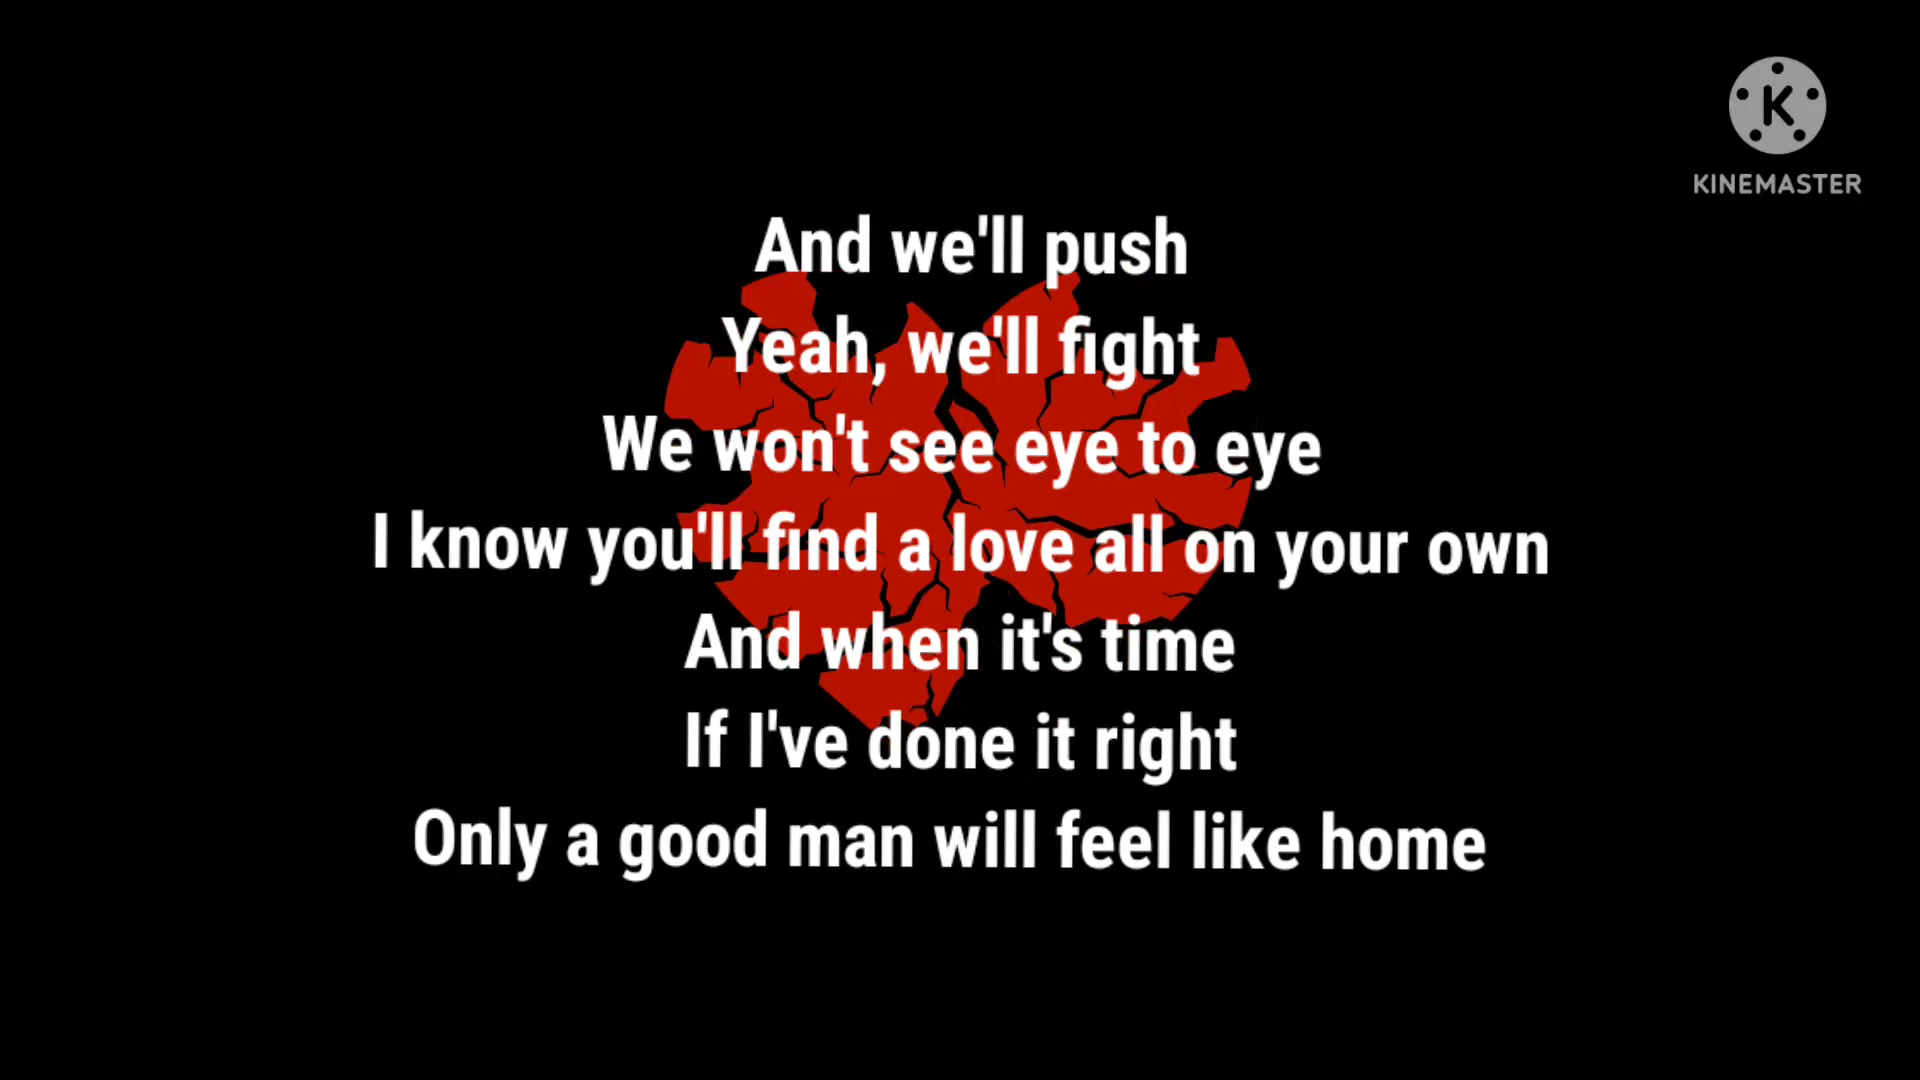 K
KINEMASTER
And we'll push
Yeah, we'll fight
We won't see eye to eye
I know you'll find a love all on your own
And when it's time
If I've done it right
Only a good man will feel like home